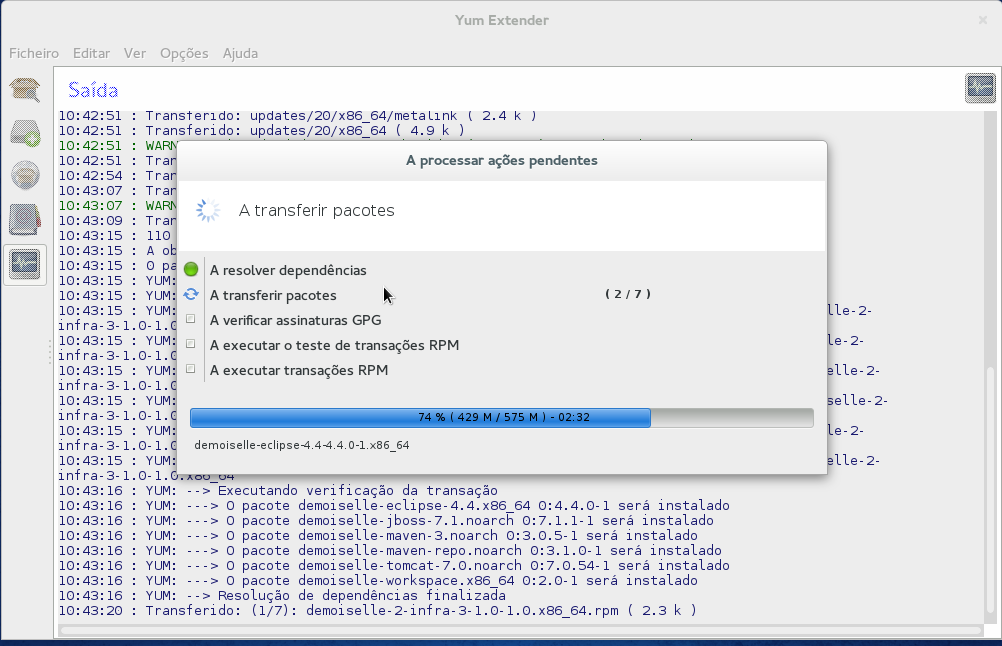 Yum Extender
Ficheiro Editar Ver Opções Ajuda
Saída
10:42:51 : Transferido: updates/20/x86_64/metalink ( 2.4 k )
10:42:51 : Transferido: updates/20/x86_64 ( 4.9 k )
10:42:51 : WARN
10:42:51 : Tran
10:42:54 : Tran
10:43:07 : Tran
10:43:07 : WARN
10:43:09 : Tran
10:43:15 : 110
10:43:15 : A ob
10:43:15 : O pa
10:43:15 : YUM:
10:43:15 : YUM:
10:43:15 : YUM: lle-2-
infra-3-1.0-1.0
10:43:15 : YUM: le-2-
infra-3-1.0-1.0
10:43:15 : YUM: elle-2-
infra-3-1.0-1.0
10:43:15 : YUM: selle-2-
infra-3-1.0-1.0
10:43:15 : YUM: le-2-
infra-3-1.0-1.0
10:43:15 : YUM: elle-2-
infra-3-1.0-1.0.x86_64
A processar ações pendentes
A transferir pacotes
A resolver dependências
A transferir pacotes ( 2 / 7 )
A verificar assinaturas GPG
A executar o teste de transações RPM
A executar transações RPM
74 % ( 429 M / 575 M ) - 02:32
demoiselle-eclipse-4.4-4.4.0-1.x86_64
10:43:16 : YUM: --> Executando verificação da transação
10:43:16 : YUM: ---> O pacote demoiselle-eclipse-4.4.x86_64 0:4.4.0-1 será instalado
10:43:16 : YUM: ---> O pacote demoiselle-jboss-7.1.noarch 0:7.1.1-1 será instalado
10:43:16 : YUM: ---> O pacote demoiselle-maven-3.noarch 0:3.0.5-1 será instalado
10:43:16 : YUM: ---> O pacote demoiselle-maven-repo.noarch 0:3.1.0-1 será instalado
10:43:16 : YUM: ---> O pacote demoiselle-tomcat-7.0.noarch 0:7.0.54-1 será instalado
10:43:16 : YUM: ---> O pacote demoiselle-workspace.x86_64 0:2.0-1 será instalado
10:43:16 : YUM: --> Resolução de dependências finalizada
10:43:20 : Transferido: (1/7): demoiselle-2-infra-3-1.0-1.0.x86_64.rpm ( 2.3 k )